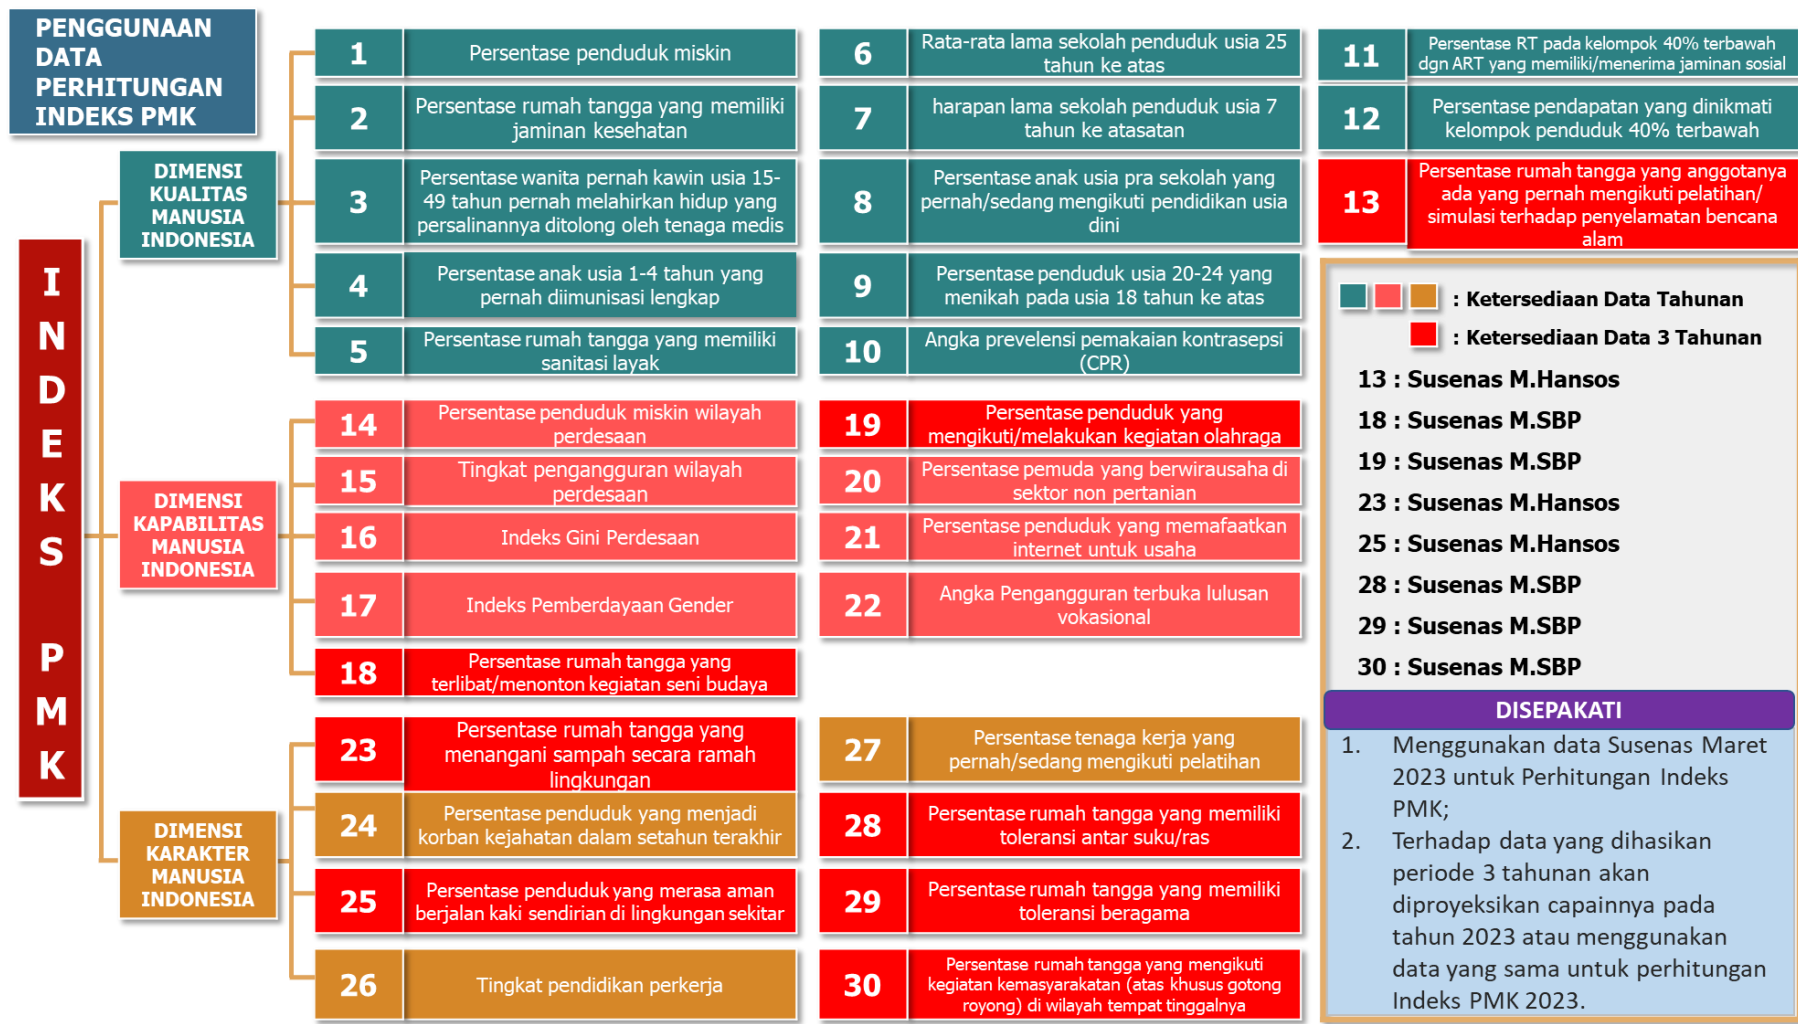 PENGGUNAAN
DATA
PERHITUNGAN
INDEKS PMK
INDEKS PMK
DIMENSI
KUALITAS
MANUSIA
INDONESIA
1
Persentase penduduk miskin
2
Persentase rumah tangga yang memiliki
jaminan kesehatan
3
Persentase wanita pernah kawin usia 15-
49 tahun pernah melahirkan hidup yang
persalinannya ditolong oleh tenaga medis
4
Persentase anak usia 1-4 tahun yang
pernah diimunisasi lengkap
5
Persentase rumah tangga yang memiliki
sanitasi layak
6
Rata-rata lama sekolah penduduk usia 25
tahun ke atas
7
harapan lama sekolah penduduk usia 7
tahun ke atasatan
8
Persentase anak usia pra sekolah yang
pernah/sedang mengikuti pendidikan usia
dini
9
Persentase penduduk usia 20-24 yang
menikah pada usia 18 tahun ke atas
10
Angka prevelensi pemakaian kontrasepsi
(CPR)
11
Persentase RT pada kelompok 40% terbawah
dgn ART yang memiliki/menerima jaminan sosial
12
Persentase pendapatan yang dinikmati
kelompok penduduk 40% terbawah
13
Persentase rumah tangga yang anggotanya
ada yang pernah mengikuti pelatihan/
simulasi terhadap penyelamatan bencana
alam
DIMENSI
KAPABILITAS
MANUSIA
INDONESIA
14
Persentase penduduk miskin wilayah
perdesaan
15
Tingkat pengangguran wilayah
perdesaan
16
Indeks Gini Perdesaan
17
Indeks Pemberdayaan Gender
18
Persentase rumah tangga yang
terlibat/menonton kegiatan seni budaya
19
Persentase penduduk yang
mengikuti/melakukan kegiatan olahraga
20
Persentase pemuda yang berwirausaha di
sektor non pertanian
21
Persentase penduduk yang memafaatkan
internet untuk usaha
22
Angka Pengangguran terbuka lulusan
vokasional
DIMENSI
KARAKTER
MANUSIA
INDONESIA
23
Persentase rumah tangga yang
menangani sampah secara ramah
lingkungan
24
Persentase penduduk yang menjadi
korban kejahatan dalam setahun terakhir
25
Persentase penduduk yang merasa aman
berjalan kaki sendirian di lingkungan sekitar
26
Tingkat pendidikan perkerja
27
Persentase tenaga kerja yang
pernah/sedang mengikuti pelatihan
28
Persentase rumah tangga yang memiliki
toleransi antar suku/ras
29
Persentase rumah tangga yang memiliki
toleransi beragama
30
Persentase rumah tangga yang mengikuti
kegiatan kemasyarakatan (atas khusus gotong
royong) di wilayah tempat tinggalnya
: Ketersediaan Data Tahunan
: Ketersediaan Data 3 Tahunan
13 : Susenas M.Hansos
18 : Susenas M.SBP
19 : Susenas M.SBP
23 : Susenas M.Hansos
25 : Susenas M.Hansos
28 : Susenas M.SBP
29 : Susenas M.SBP
30 : Susenas M.SBP
DISEPAKATI
1. Menggunakan data Susenas Maret
2023 untuk Perhitungan Indeks
PMK;
2. Terhadap data yang dihasikan
periode 3 tahunan akan
diproyeksikan capainnya pada
tahun 2023 atau menggunakan
data yang sama untuk perhitungan
Indeks PMK 2023.